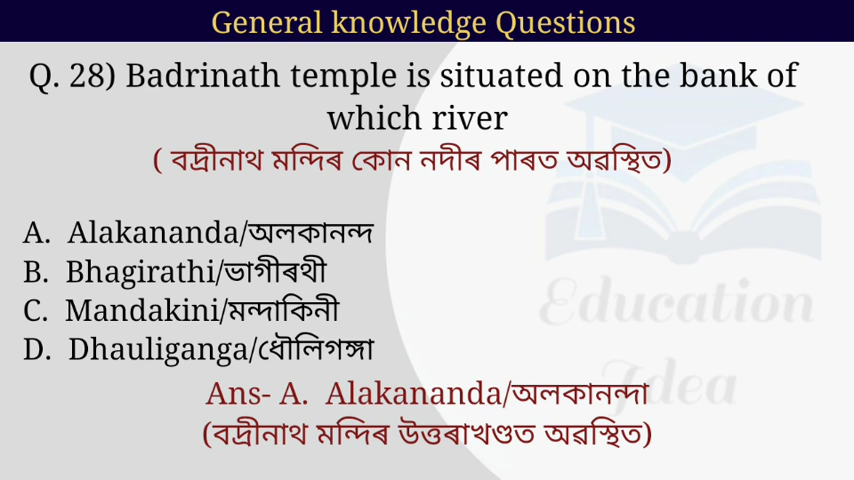 General knowledge Questions
Q. 28) Badrinath temple is situated on the bank of
which river
( বদ্ৰীনাথ মন্দিৰ কোন নদীৰ পাৰত অৱস্থিত)
A. Alakananda/অলকানন্দ
B. Bhagirathi/ভাগীৰথী
C. Mandakini/মন্দাকিনী
D. Dhauliganga/ধৌলিগঙ্গা
Education
Idea
Ans- A. Alakananda/অলকানন্দা
(বদ্ৰীনাথ মন্দিৰ উত্তৰাখণ্ডত অৱস্থিত)